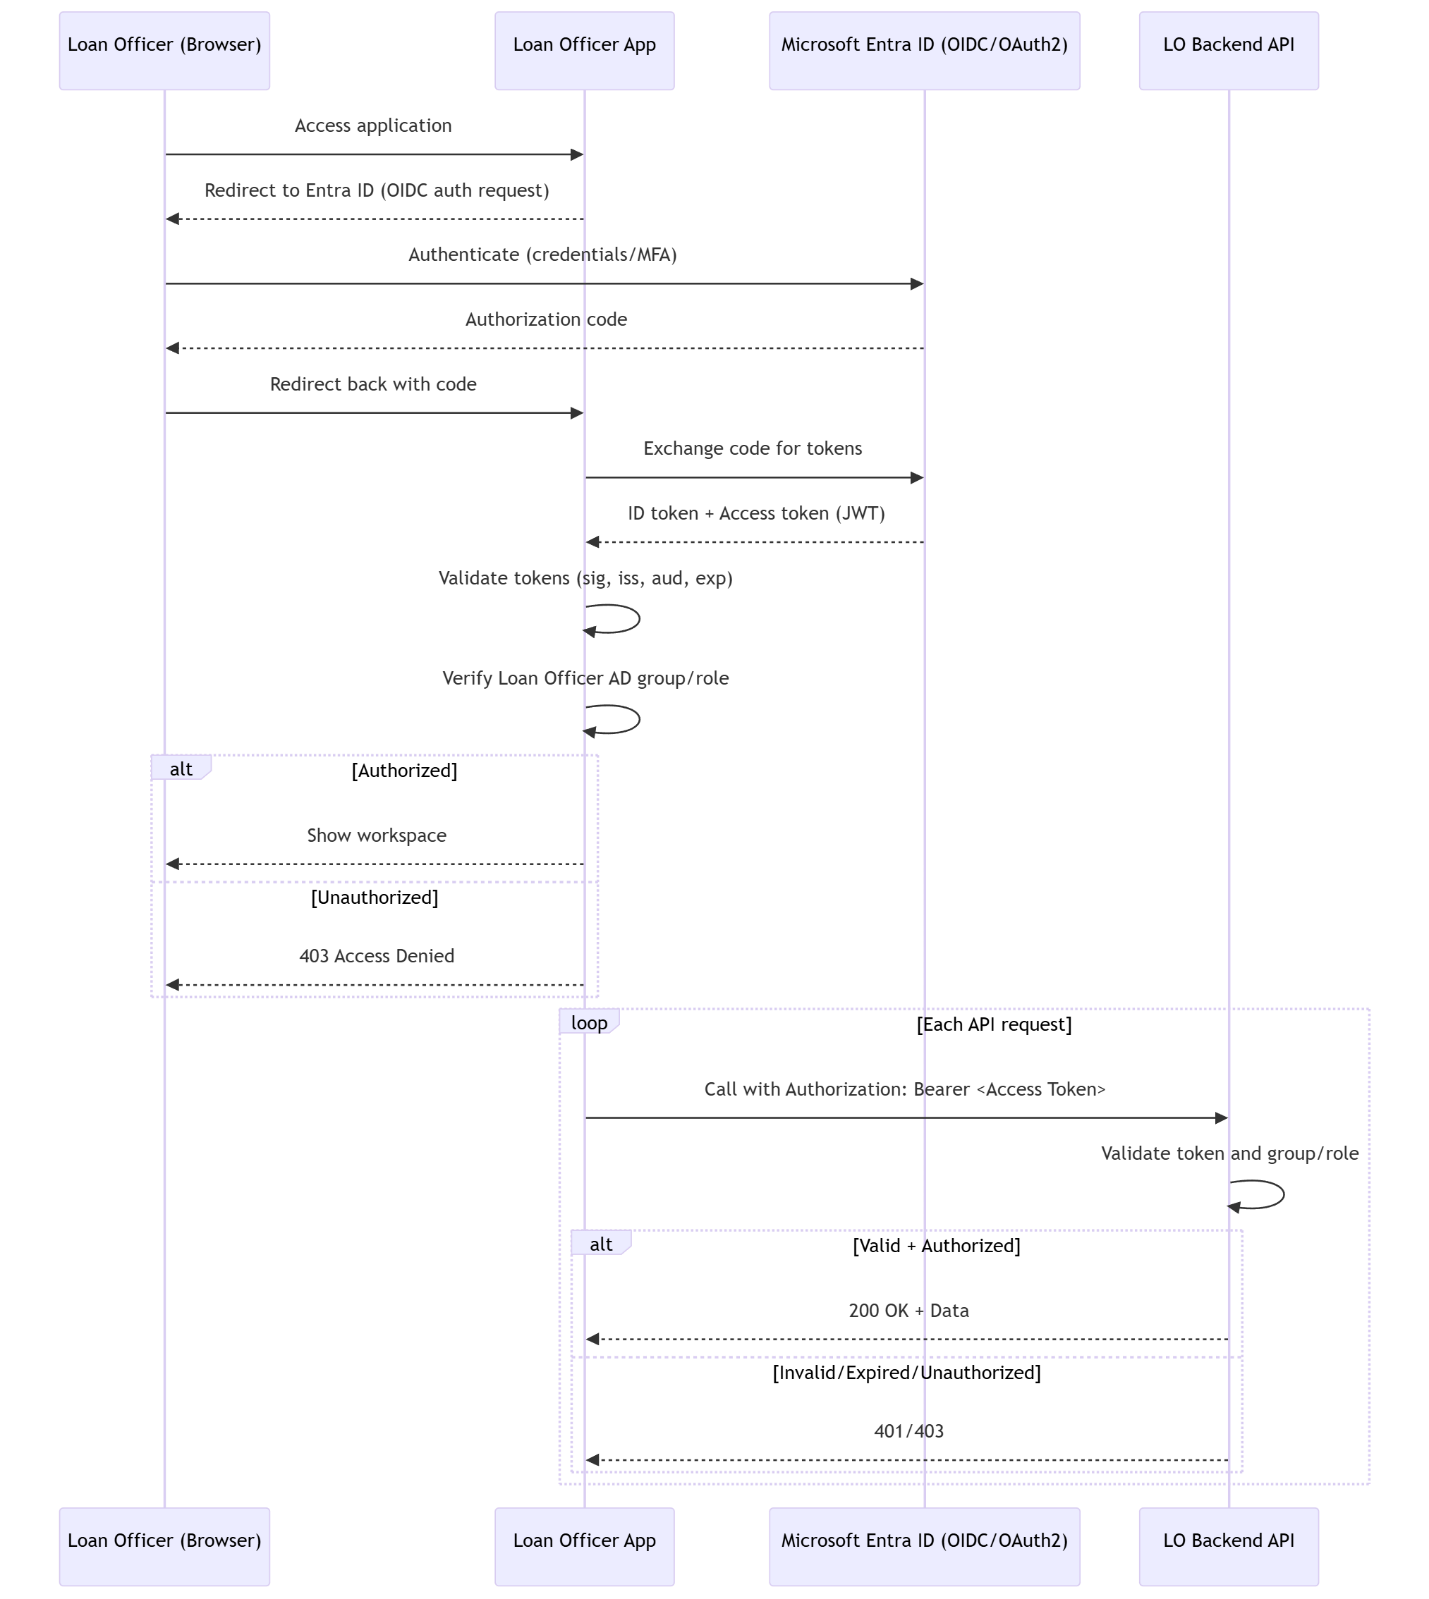 Loan Officer (Browser)
Loan Officer App
Microsoft Entra ID (OIDC/OAuth2)
LO Backend API
Access application
Redirect to Entra ID (OIDC auth request)
Authenticate (credentials/MFA)
Authorization code
Redirect back with code
Exchange code for tokens
ID token + Access token (JWT)
Validate tokens (sig, iss, aud, exp)
Verify Loan Officer AD group/role
alt
[Authorized]
Show workspace
[Unauthorized]
403 Access Denied
loop
[Each API request]
Call with Authorization: Bearer <Access Token>
Validate token and group/role
alt
[Valid + Authorized]
200 OK + Data
[Invalid/Expired/Unauthorized]
401/403
Loan Officer (Browser)
Loan Officer App
Microsoft Entra ID (OIDC/OAuth2)
LO Backend API